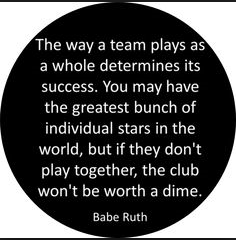 The way a team plays as
a whole determines its
success. You may have
the greatest bunch of
individual stars in the
world, but if they don't
play together, the club
won't be worth a dime.
Babe Ruth